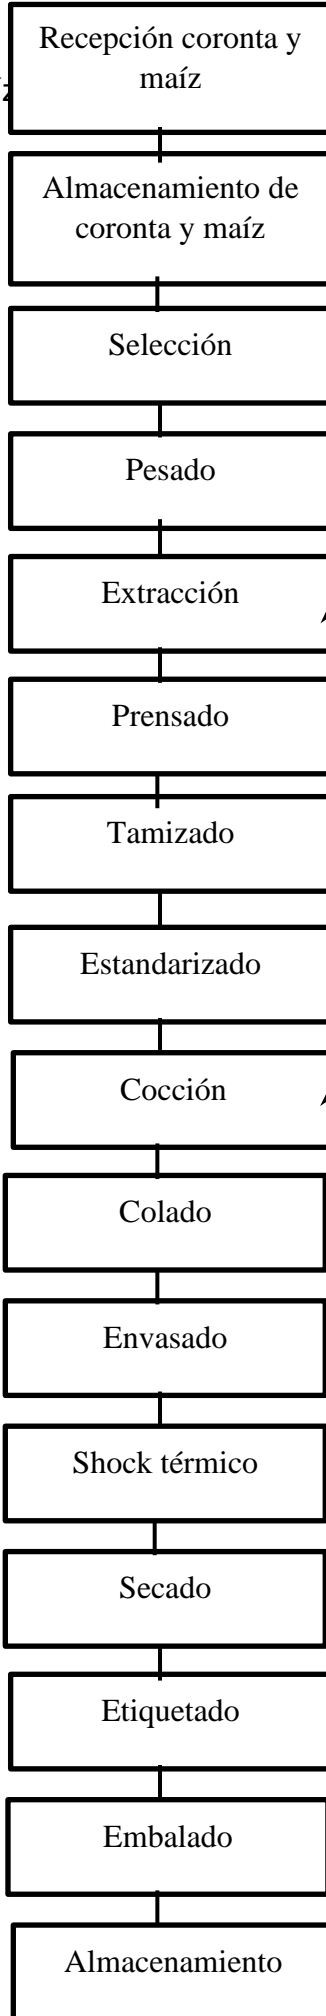 Recepción coronta y
maíz
Almacenamiento de
coronta y maíz
Selección
Pesado
Extracción
Prensado
Tamizado
Estandarizado
Cocción
Colado
Envasado
Shock térmico
Secado
Etiquetado
Embalado
Almacenamiento